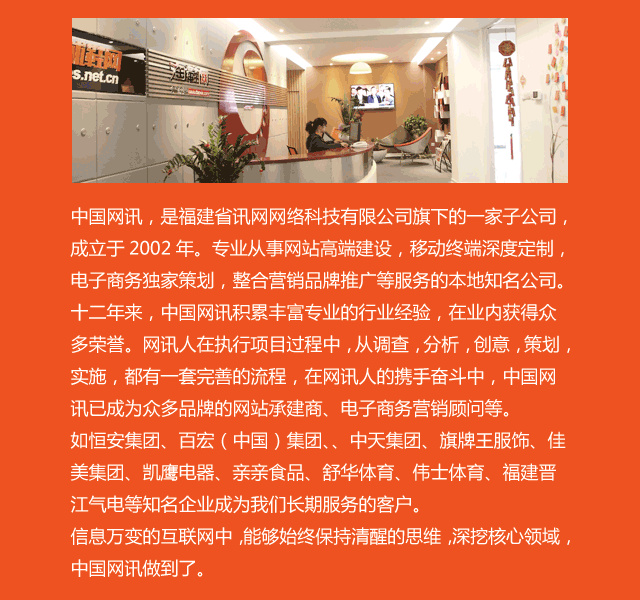 球鞋网
es.net.cn
淘鞋网
中国网讯，是福建省讯网网络科技有限公司旗下的一家子公司，
成立于 2002 年。专业从事网站高端建设，移动终端深度定制，
电子商务独家策划，整合营销品牌推广等服务的本地知名公司。
十二年来，中国网讯积累丰富专业的行业经验，在业内获得众
多荣誉。网讯人在执行项目过程中，从调查，分析，创意，策划，
实施，都有一套完善的流程，在网讯人的携手奋斗中，中国网
讯已成为众多品牌的网站承建商、电子商务营销顾问等。
如恒安集团、百宏（中国）集团、、中天集团、旗牌王服饰、佳
美集团、凯鹰电器、亲亲食品、舒华体育、伟士体育、福建晋
江气电等知名企业成为我们长期服务的客户。
信息万变的互联网中，能够始终保持清醒的思维，深挖核心领域，
中国网讯做到了。